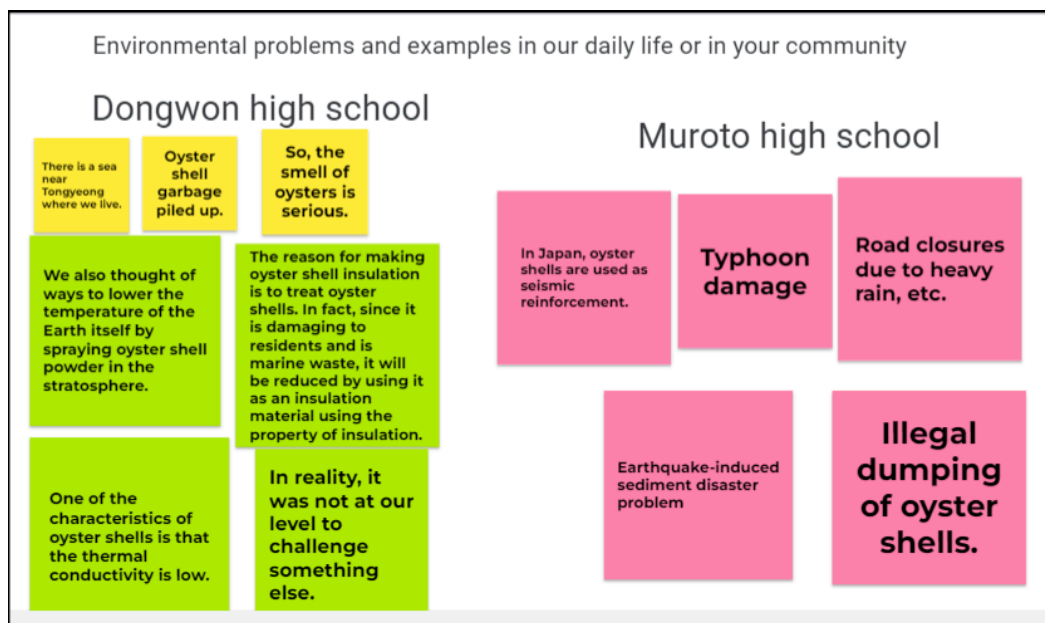 Environmental problems and examples in our daily life or in your community
Dongwon high school
There is a sea
near
Tongyeong
where we live.
Oyster
shell
garbage
piled up.
So, the
smell of
oysters is
serious.
We also thought of
ways to lower the
temperature of the
Earth itself by
spraying oyster shell
powder in the
stratosphere.
The reason for making
oyster shell insulation
is to treat oyster
shells. In fact, since
it is damaging to
residents and is
marine waste, it will
be reduced by using it
as an insulation
material using the
property of insulation.
One of the
characteristics of
oyster shells is that
the thermal
conductivity is low.
In reality, it
was not at our
level to
challenge
something
else.
Muroto high school
In Japan, oyster
shells are used as
seismic
reinforcement.
Typhoon
damage
Road closures
due to heavy
rain, etc.
Earthquake-induced
sediment disaster
problem
Illegal
dumping
of oyster
shells.